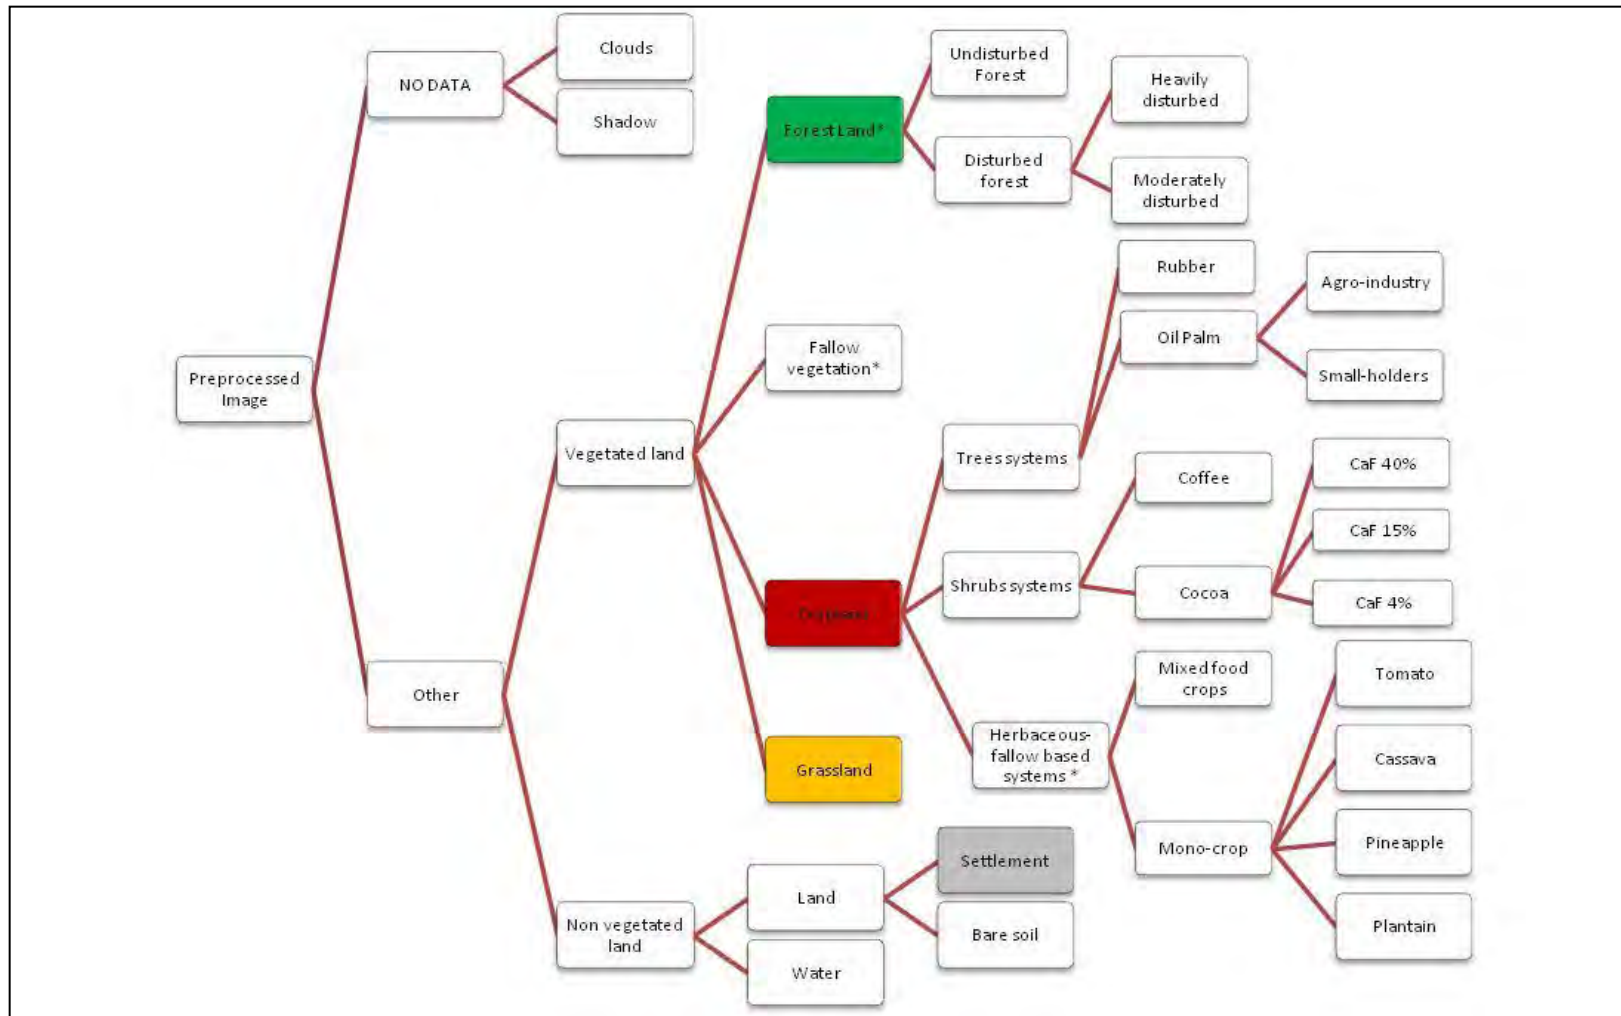 Clouds
NO DATA
Shadow
Undisturbed
Forest
Heavily
disturbed
Forest Land*
Disturbed
forest
Moderately
disturbed
Rubber
Agro-industry
Oil Palm
Fallow
vegetation*
Small-holders
Preprocessed
Image
Vegetated land
Trees systems
Coffee
CaF 40%
CaF 15%
Shrubs systems
Cocoa
CaF 4%
Cropland
Other
Mixed food
crops
Tomato
Herbaceous-
fallow based
systems *
Cassava
Grassland
Mono-crop
Pineapple
Settlement
Land
Plantain
Non vegetated
land
Bare soil
Water